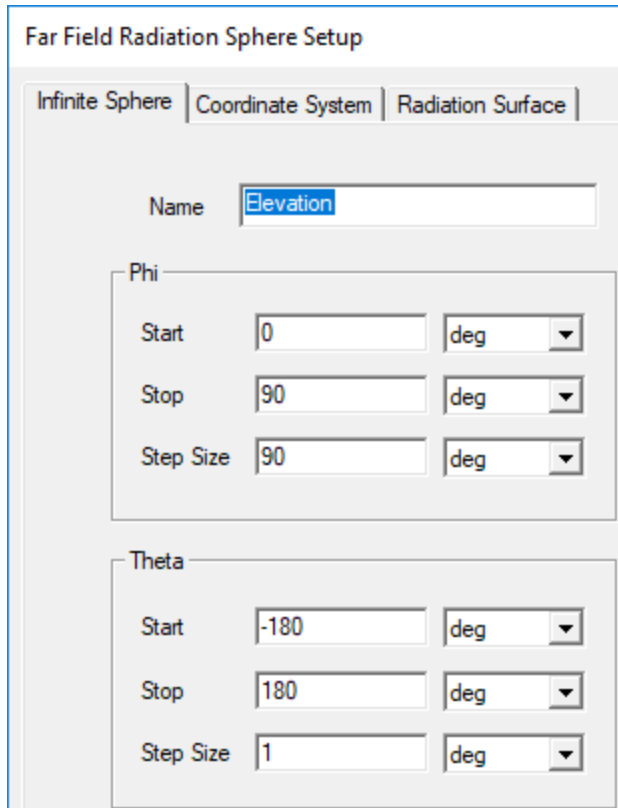 Far Field Radiation Sphere Setup
Infinite Sphere Coordinate System Radiation Surface
Name Elevation
Phi
Start 0 deg
Stop 90 deg
Step Size 90 deg
Theta
Start -180 deg
Stop 180 deg
Step Size 1 deg